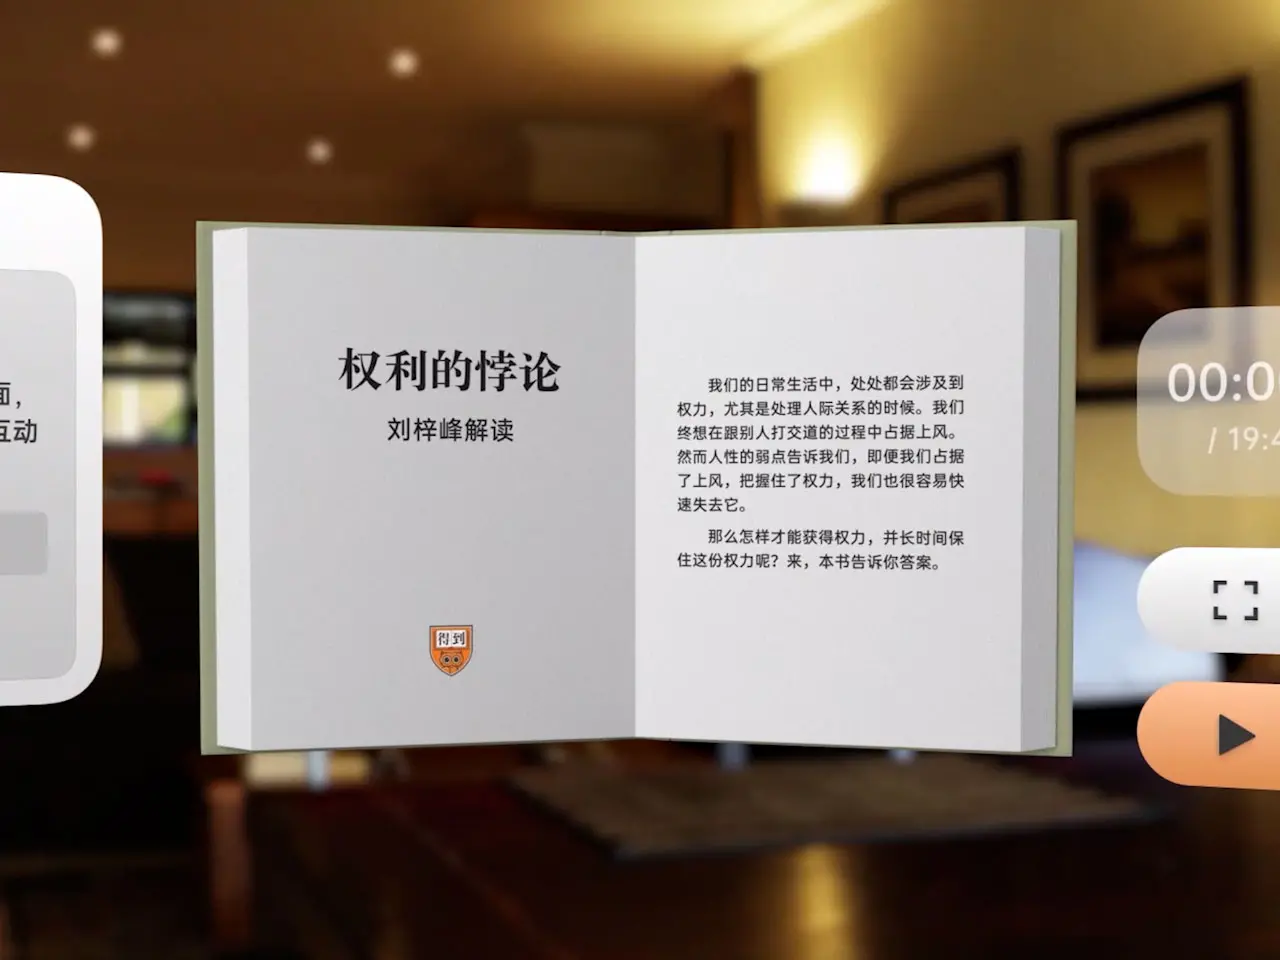 面，
互动
权利的悖论
刘梓峰解读
得到
我们的日常生活中，处处都会涉及到
权力，尤其是处理人际关系的时候。我们
终想在跟别人打交道的过程中占据上风。
然而人性的弱点告诉我们，即便我们占据
了上风，把握住了权力，我们也很容易快
速失去它。
那么怎样才能获得权力，并长时间保
住这份权力呢？来，本书告诉你答案。
00:0
/ 19:4